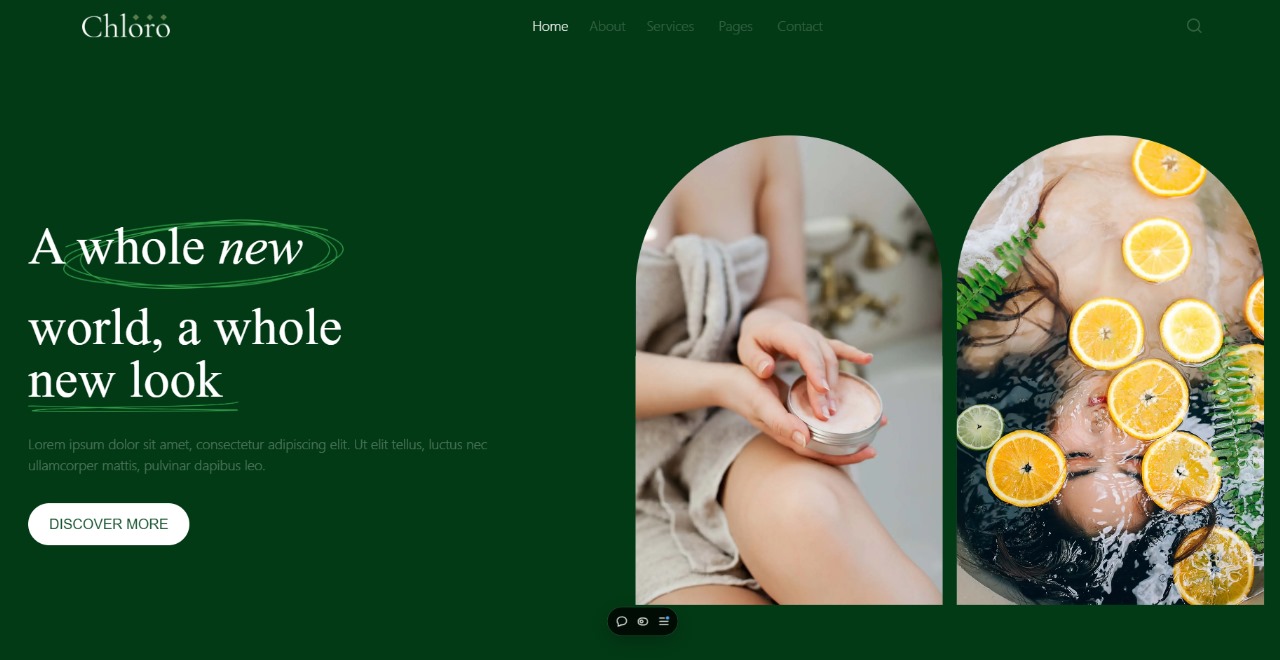 Chloro
Home About Services Pages Contact
A whole new
world, a whole
new look
Lorem ipsum dolor sit amet, consectetur adipiscing elit. Ut elit tellus, luctus nec
ullamcorper mattis, pulvinar dapibus leo.
DISCOVER MORE